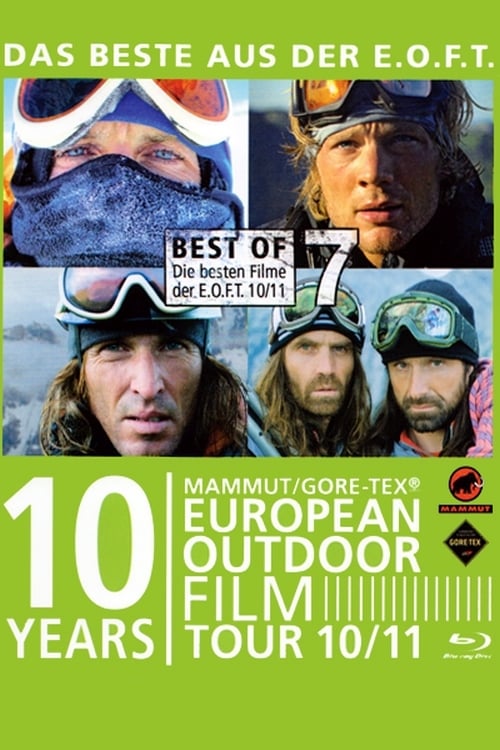 DAS BESTE AUS DER E.O.F.T.
BEST OF 7
Die besten Filme
der E.O.F.T. 10/11
10
YEARS
MAMMUT/GORE-TEX®
EUROPEAN
OUTDOOR
FILM
TOUR 10/11
MAMMUT
GORE-TEX
Blu-ray Disc